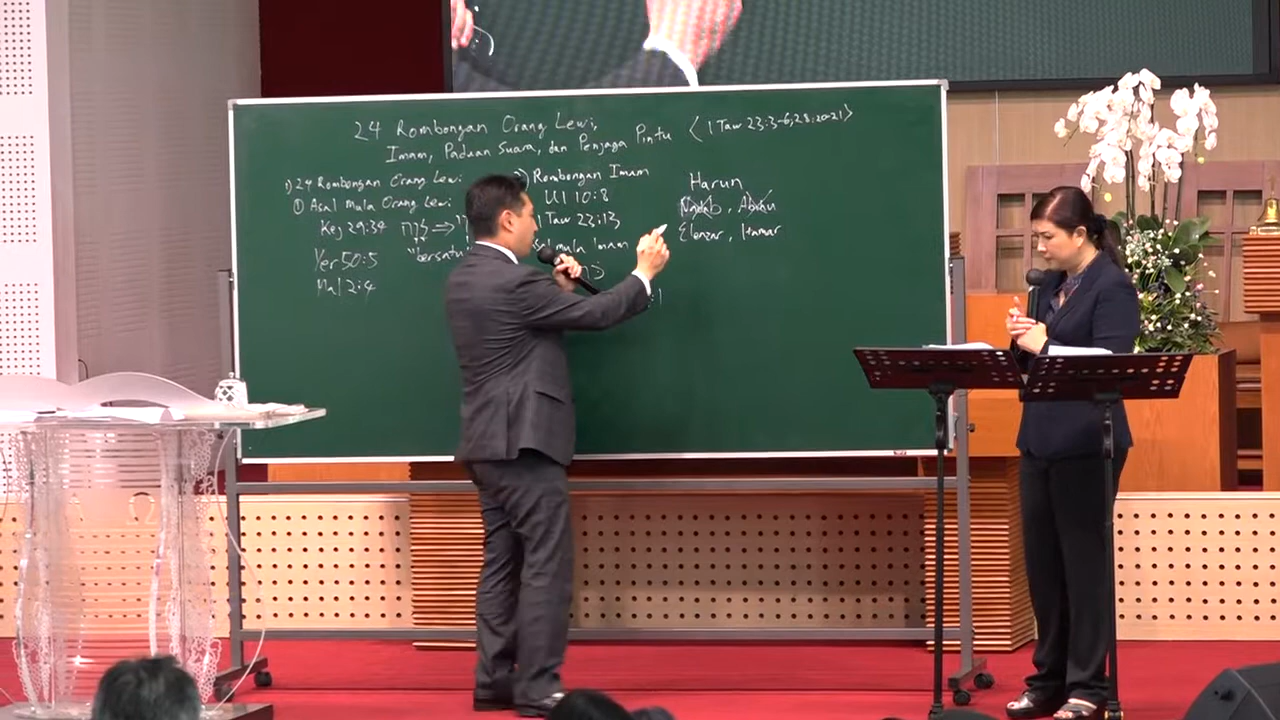 24 Rombongan Orang Lewi,
Imam, Paduan Suara, dan Penjaga Pintu
〈1 Taw 23:3-6; 28:20-21〉
1) 24 Rombongan Orang Lewi
① Asal mula Orang Lewi
Kej 29:34 לוה ⇒
"bersatu
Yer 50:5
Mal 2:4
2) Rombongan Imam
Ul 10:8
1 Taw 23:13
mula Imam
:1
Harun
Nadab, Abihu
Eleazar, Itamar